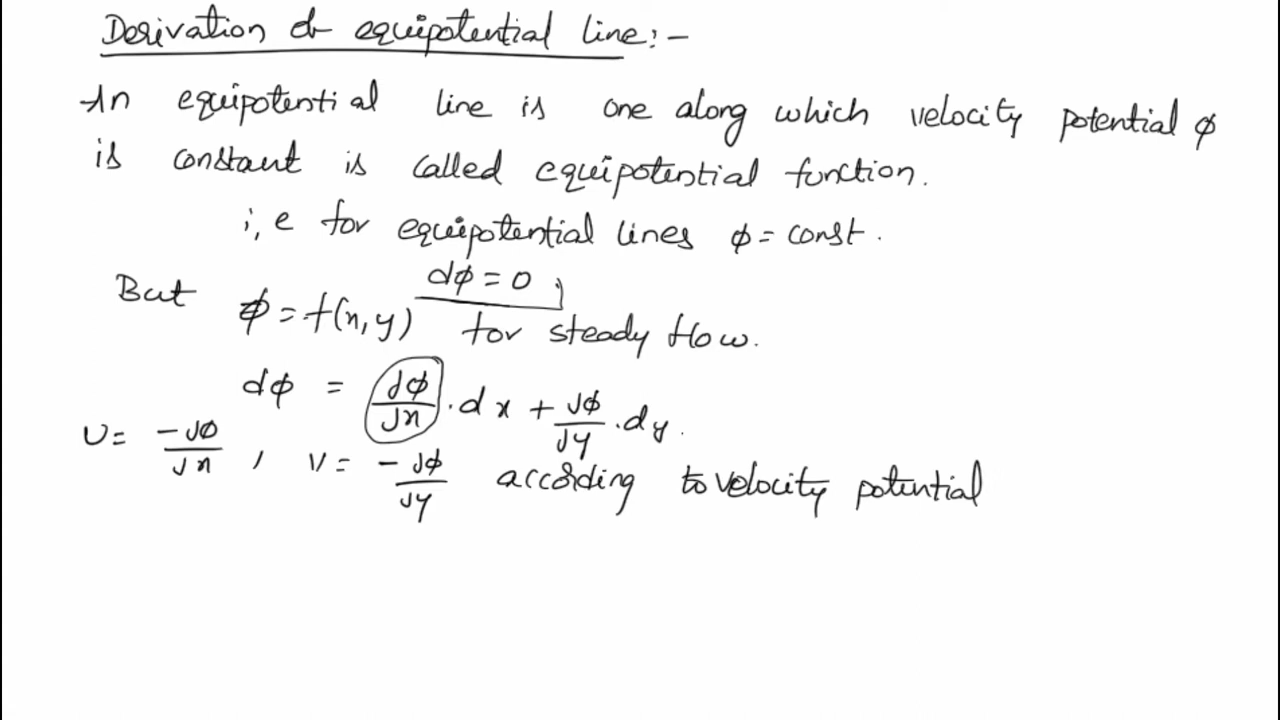 Derivation of equipotential line:-
An equipotential line is one along which velocity potential ϕ
is constant is called equipotential function.
i,e for equipotential lines ϕ = const.
dϕ = 0
But ϕ = f(x,y) for steady flow.
dϕ = ∂ϕ/∂x . dx + ∂ϕ/∂y . dy.
U = -∂ϕ/∂x , V = -∂ϕ/∂y according to velocity potential